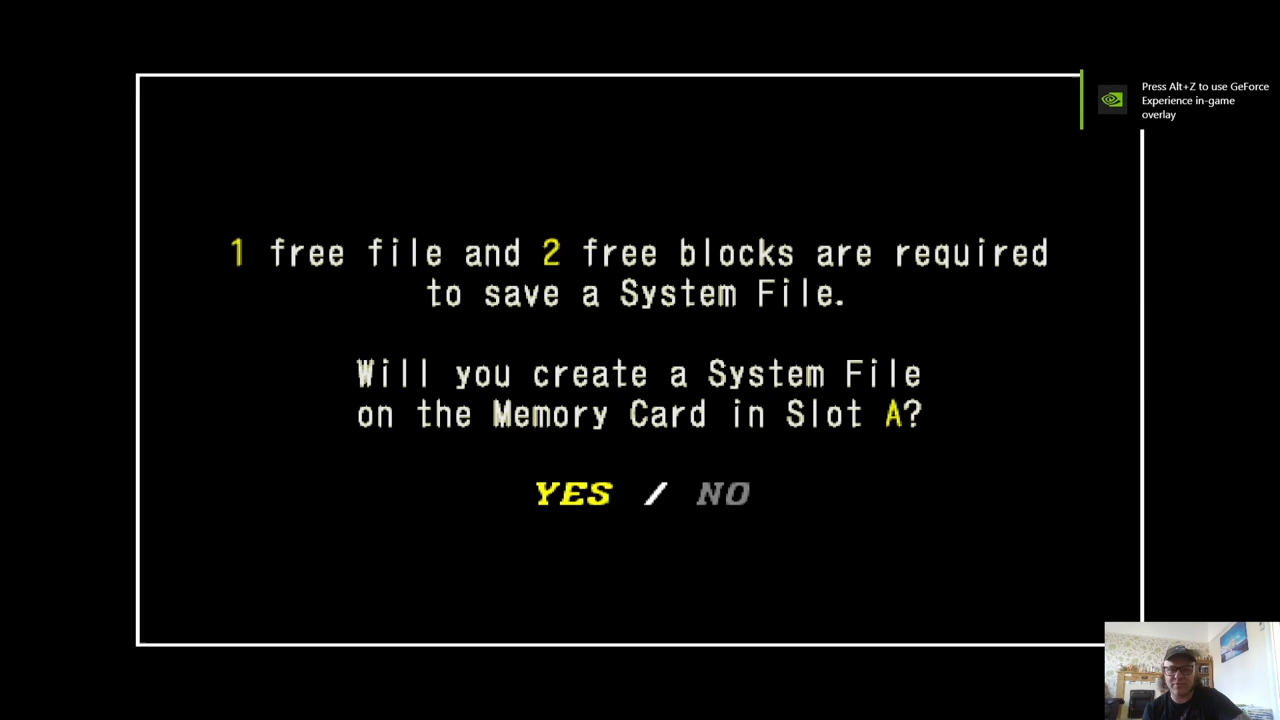 Press Alt+Z to use GeForce
Experience in-game
overlay
1 free file and 2 free blocks are required
to save a System File.
Will you create a System File
on the Memory Card in Slot A?
YES / NO